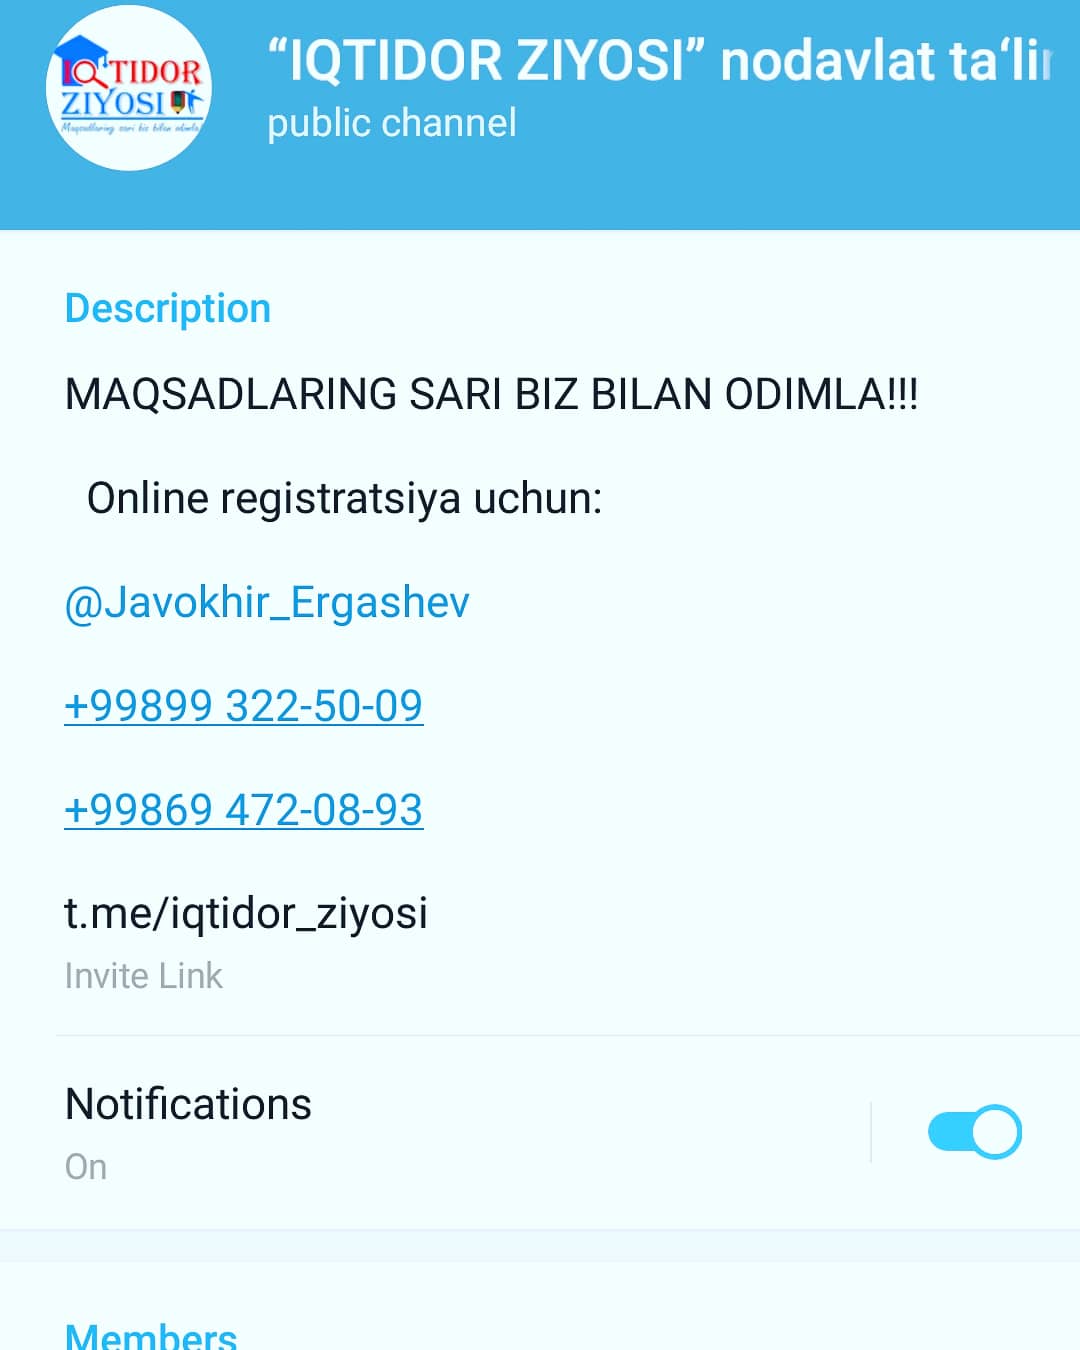 IQTIDOR
ZIYOSI
Maqsadlaring sari biz bilan odimla
“IQTIDOR ZIYOSI” nodavlat ta‘lim
public channel
Description
MAQSADLARING SARI BIZ BILAN ODIMLA!!!
Online registratsiya uchun:
@Javokhir_Ergashev
+99899 322-50-09
+99869 472-08-93
t.me/iqtidor_ziyosi
Invite Link
Notifications
On
Members